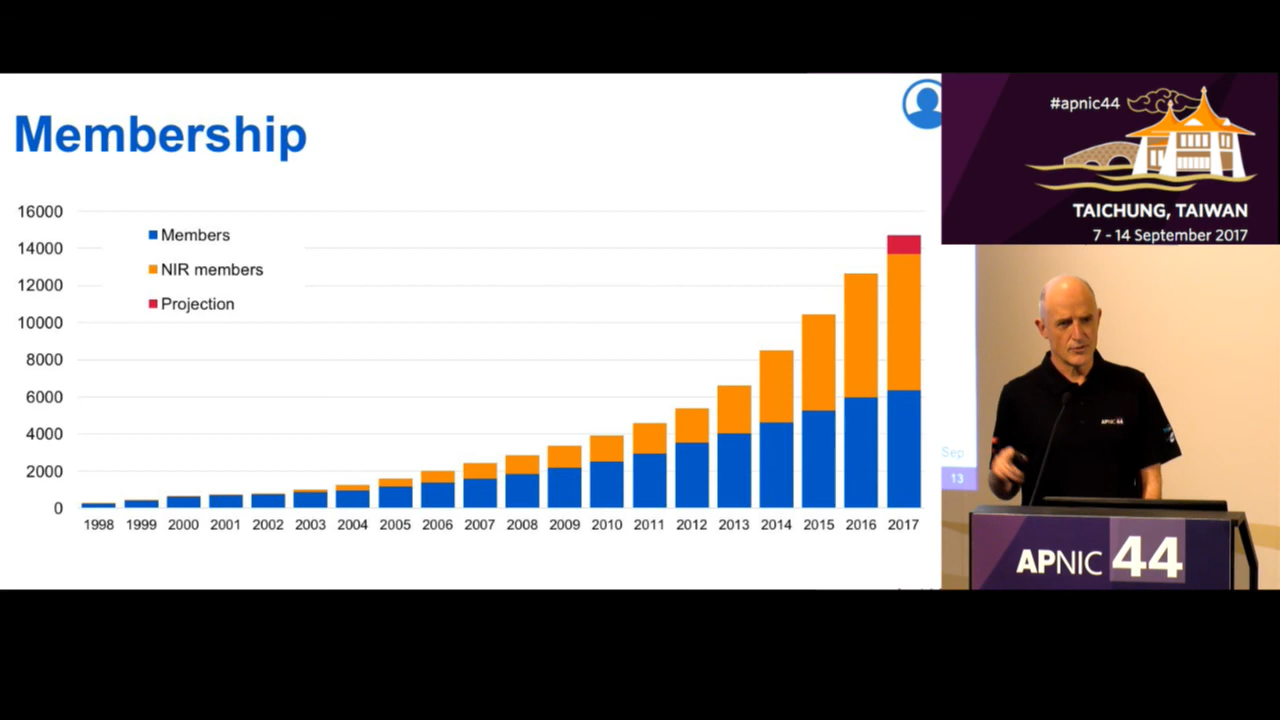 Membership
16000
14000
12000
10000
8000
6000
4000
2000
0
Members
NIR members
Projection
1998 1999 2000 2001 2002 2003 2004 2005 2006 2007 2008 2009 2010 2011 2012 2013 2014 2015 2016 2017
#apnic44
TAICHUNG, TAIWAN
7 - 14 September 2017
Sep
13
APNIC 44
APNIC 44